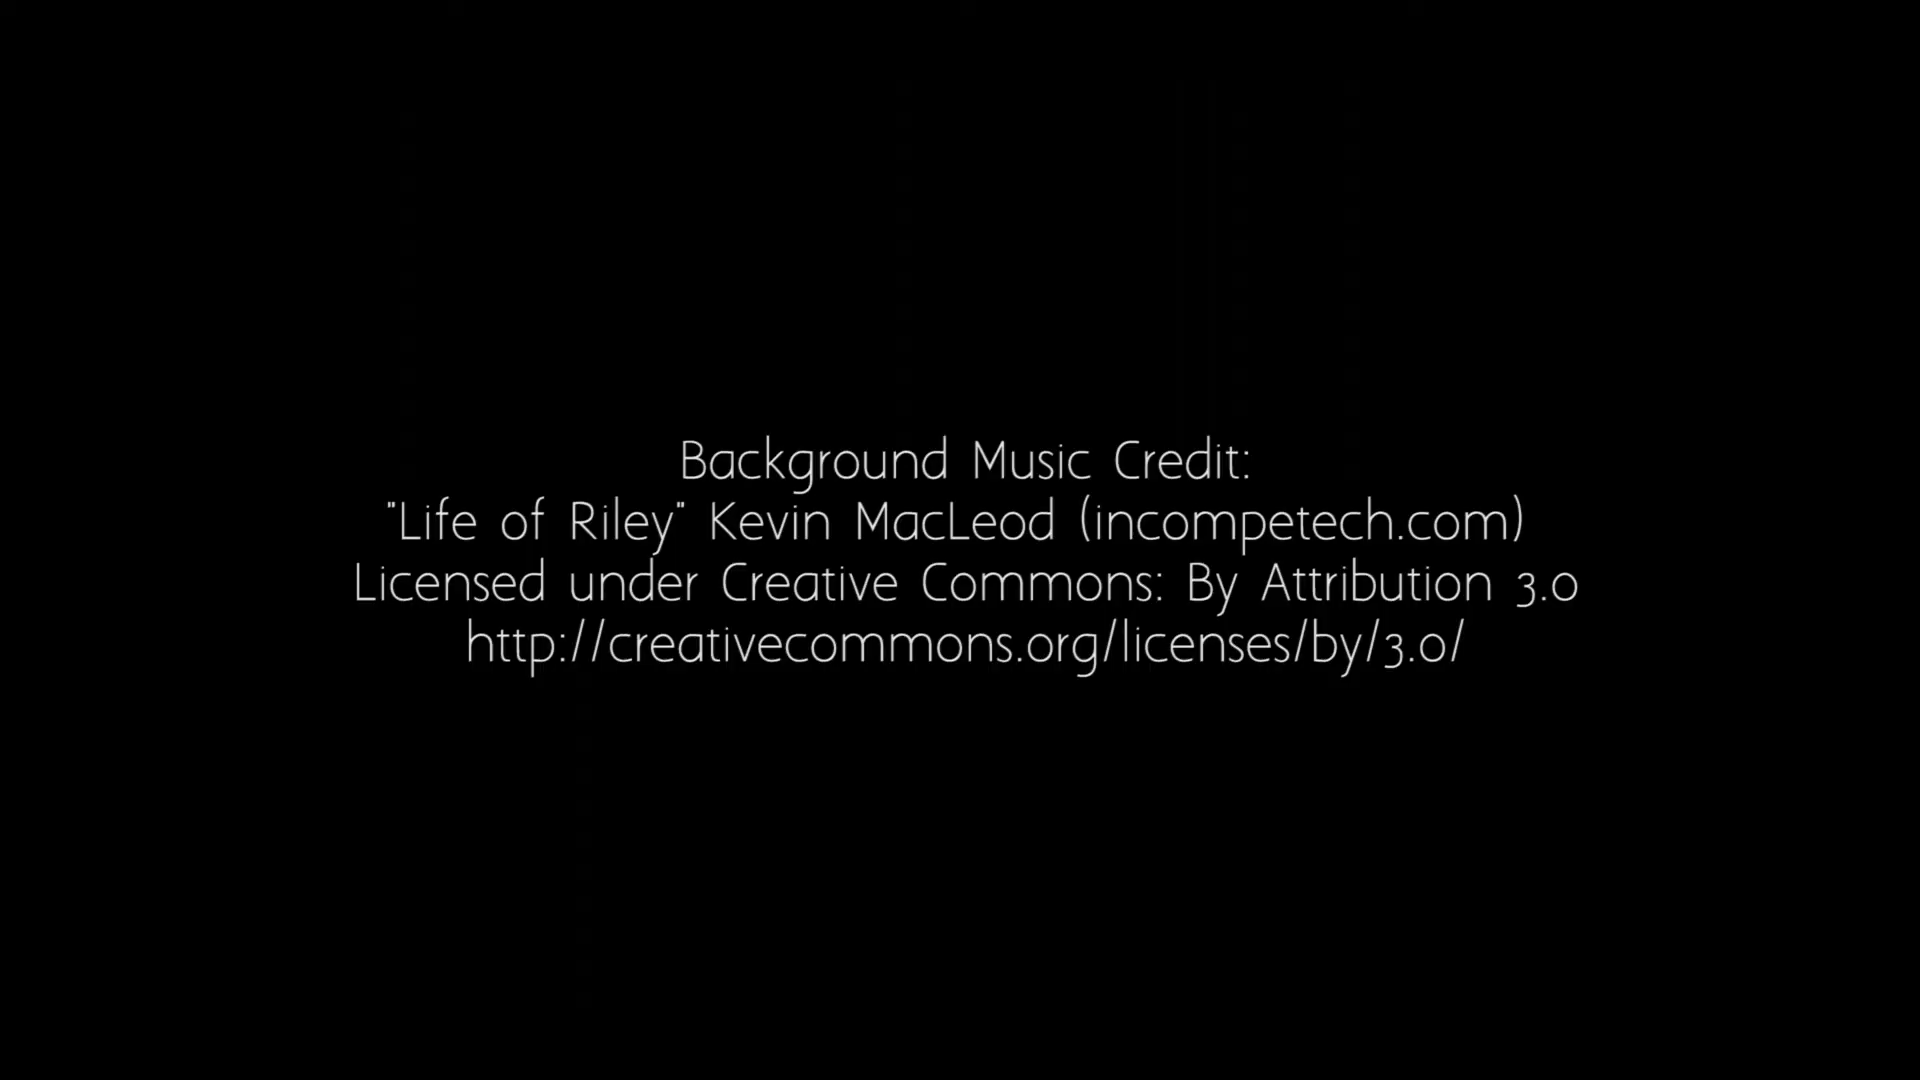 Background Music Credit:
"Life of Riley" Kevin MacLeod (incompetech.com)
Licensed under Creative Commons: By Attribution 3.0
http://creativecommons.org/licenses/by/3.0/